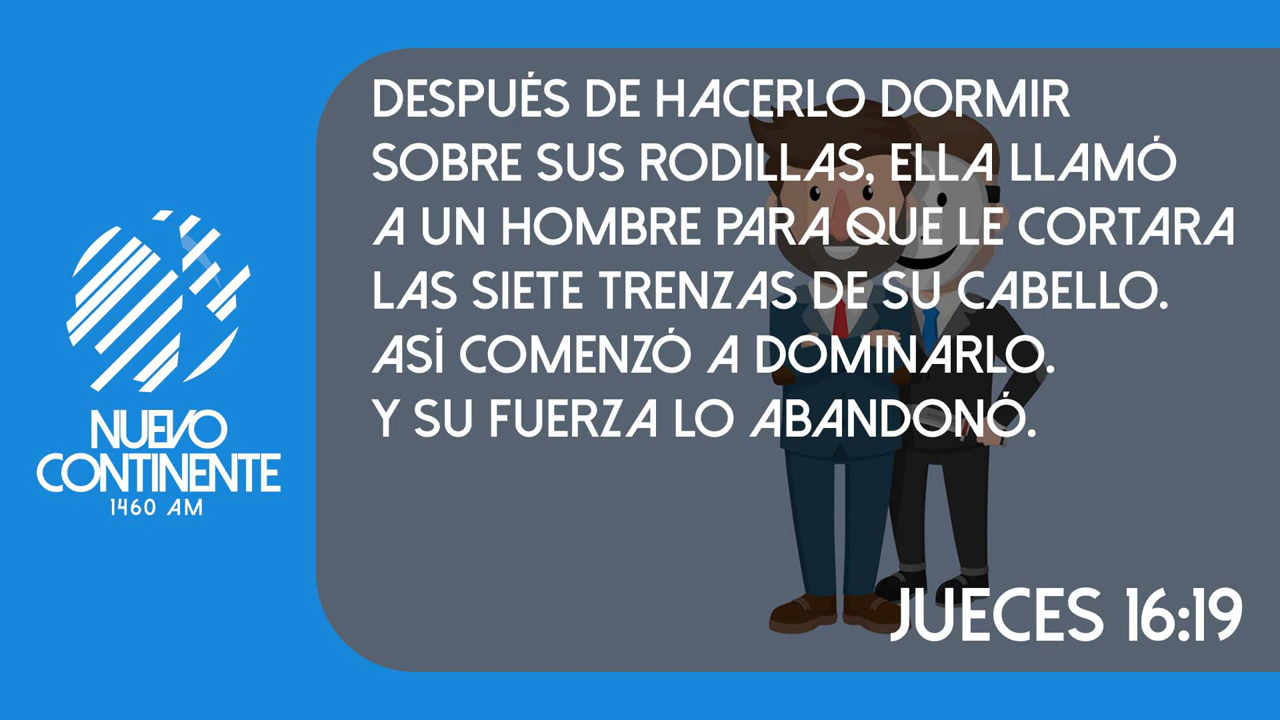 DESPUÉS DE HACERLO DORMIR
SOBRE SUS RODILLAS, ELLA LLAMÓ
A UN HOMBRE PARA QUE LE CORTARA
LAS SIETE TRENZAS DE SU CABELLO.
ASÍ COMENZÓ A DOMINARLO.
Y SU FUERZA LO ABANDONÓ.
JUECES 16:19
NUEVO
CONTINENTE
1460 AM